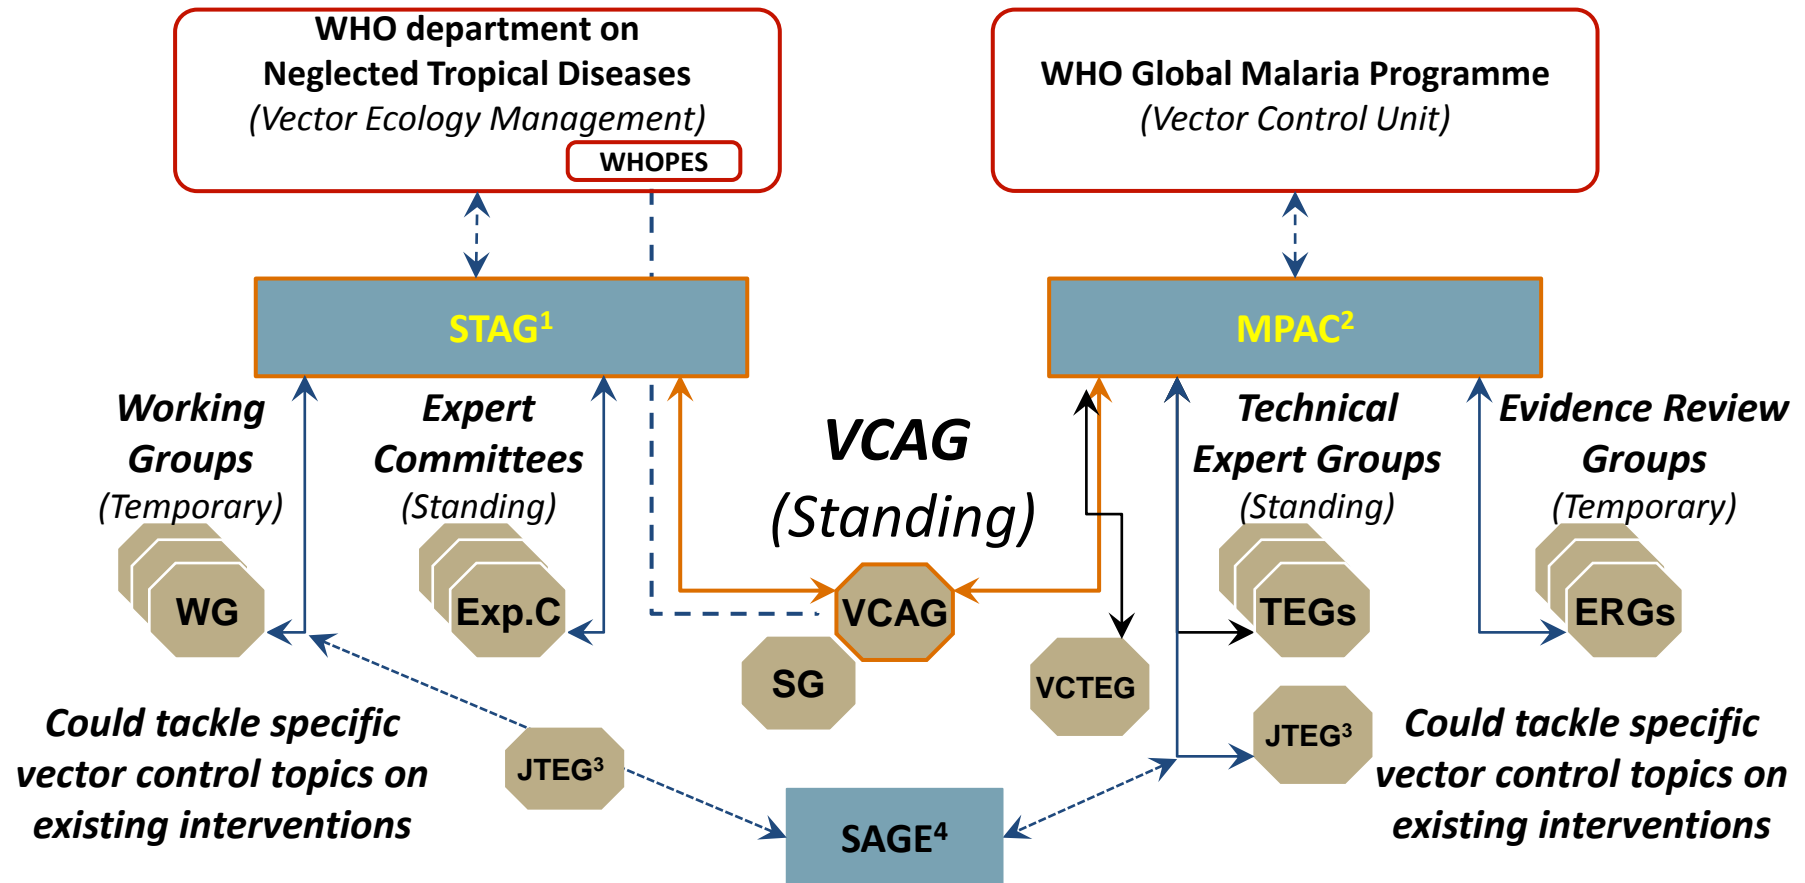 WHO department on
Neglected Tropical Diseases
(Vector Ecology Management)
WHOPES
WHO Global Malaria Programme
(Vector Control Unit)
STAG¹
MPAC²
Working
Groups
(Temporary)
Expert
Committees
(Standing)
VCAG
(Standing)
Technical
Expert Groups
(Standing)
Evidence Review
Groups
(Temporary)
WG
Exp.C
VCAG
TEGs
ERGs
SG
VCTEG
Could tackle specific
vector control topics on
existing interventions
JTEG³
JTEG³
Could tackle specific
vector control topics on
existing interventions
SAGE⁴